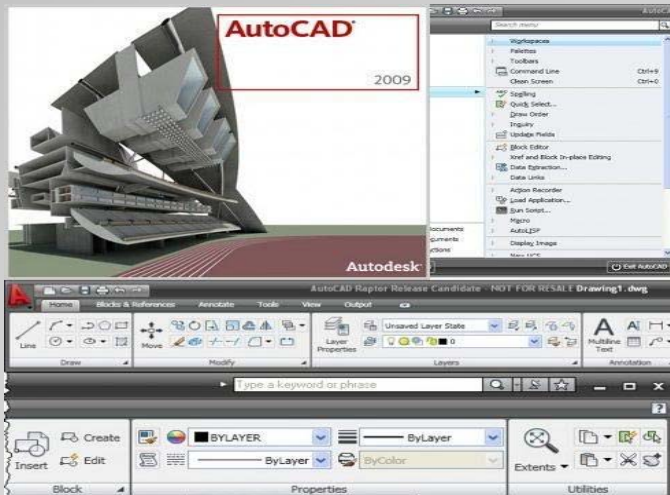 AutoCAD
2009
Autodesk
Search menu
Workspaces
Palettes
Toolbars
Command Line Ctrl+9
Clean Screen Ctrl+0
Spelling
Quick Select...
Draw Order
Inquiry
Update Fields
Block Editor
Xref and Block In-place Editing
Data Extraction...
Data Links
Action Recorder
Load Application...
Run Script...
Macro
AutoLISP
Display Image
New UCS
Exit AutoCAD
AutoCAD Raptor Release Candidate - NOT FOR RESALE Drawing1.dwg
Home Blocks & References Annotate Tools View Output
Unsaved Layer State
Line Move Layer Properties 0 Multiline Text
Draw Modify Layers Annotation
Type a keyword or phrase
Create BYLAYER ByLayer
Insert Edit ByLayer ByColor Extents
Block Properties Utilities